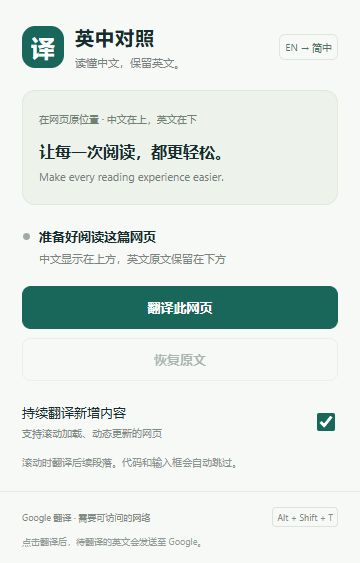 译
英中对照
读懂中文，保留英文。
EN → 简中
在网页原位置 · 中文在上，英文在下
让每一次阅读，都更轻松。
Make every reading experience easier.
准备好阅读这篇网页
中文显示在上方，英文原文保留在下方
翻译此网页
恢复原文
持续翻译新增内容
支持滚动加载、动态更新的网页
滚动时翻译后续段落。代码和输入框会自动跳过。
Google 翻译 · 需要可访问的网络
Alt + Shift + T
点击翻译后，待翻译的英文会发送至 Google。